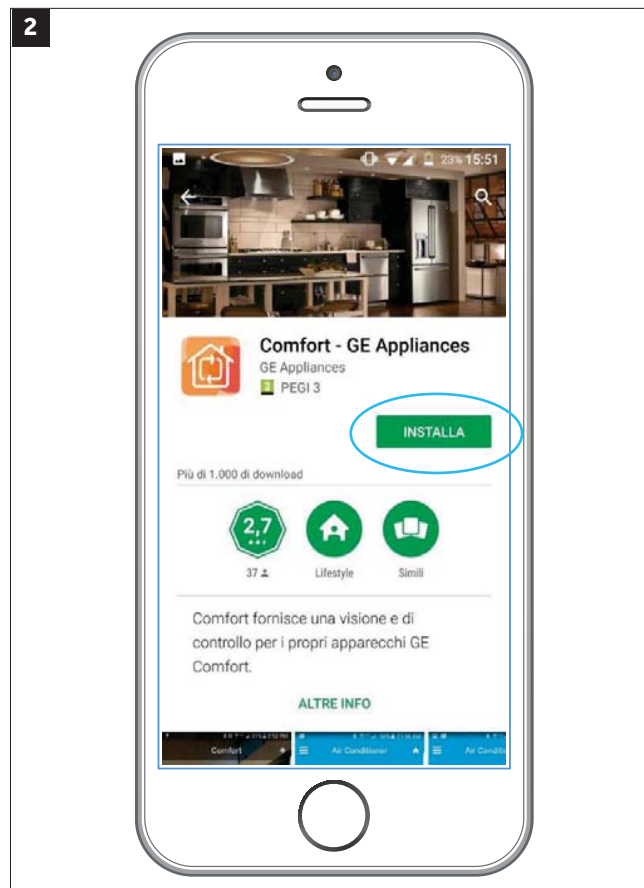 2
23% 15:51
Comfort - GE Appliances
GE Appliances
3 PEGI 3
INSTALLA
Più di 1.000 di download
2,7
37
Lifestyle
Simili
Comfort fornisce una visione e di
controllo per i propri apparecchi GE
Comfort.
ALTRE INFO
Comfort
Air Conditioner
Air Conditi